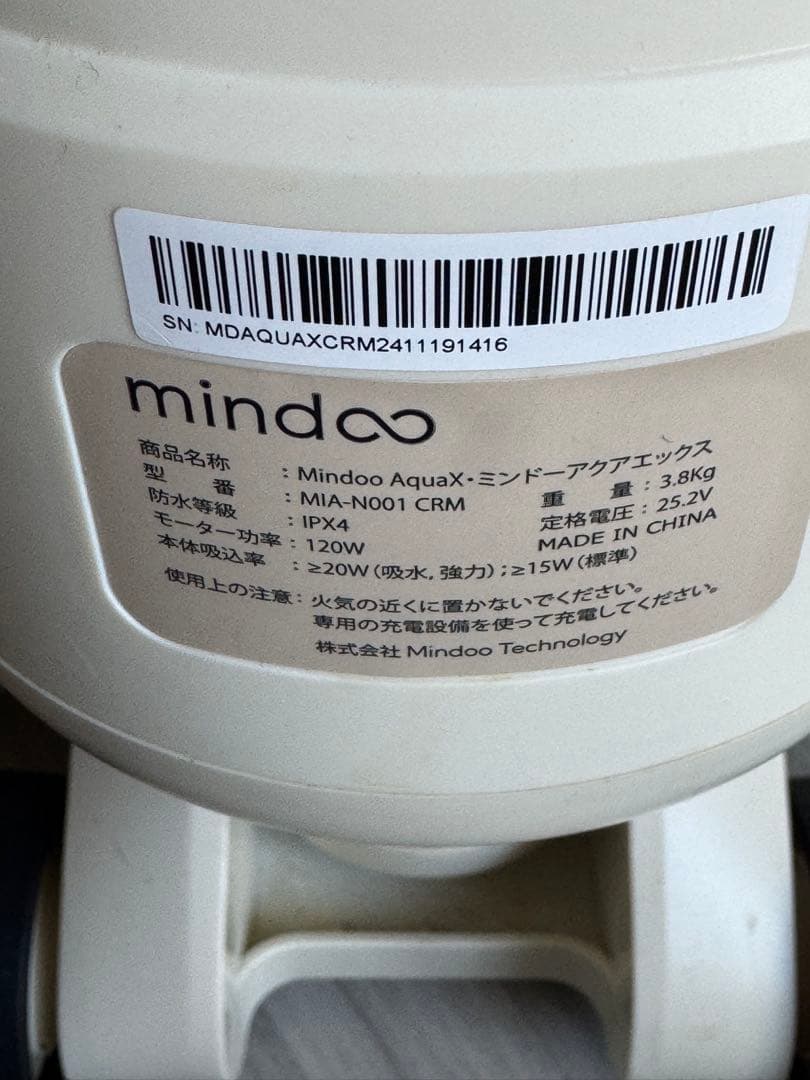 SN: MDAQUAXCRM2411191416
mindoo
商品名称 : Mindoo AquaX・ミンドーアクアエックス
型 番 : MIA-N001 CRM 重 量 : 3.8Kg
防水等級 : IPX4 定格電圧 : 25.2V
モーター功率 : 120W MADE IN CHINA
本体吸込率 : ≥20W (吸水, 強力) ; ≥15W (標準)
使用上の注意 : 火気の近くに置かないでください。
専用の充電設備を使って充電してください。
株式会社 Mindoo Technology